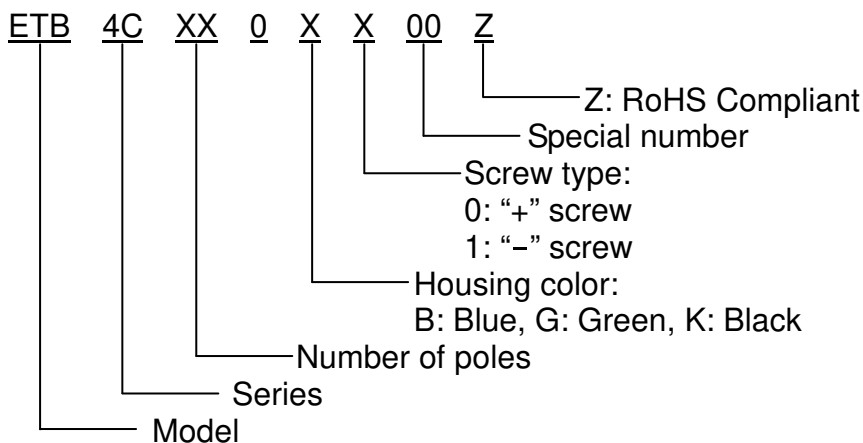 ETB 4C XX 0 X X 00 Z
Z: RoHS Compliant
Special number
Screw type:
0: “+” screw
1: “−” screw
Housing color:
B: Blue, G: Green, K: Black
Number of poles
Series
Model